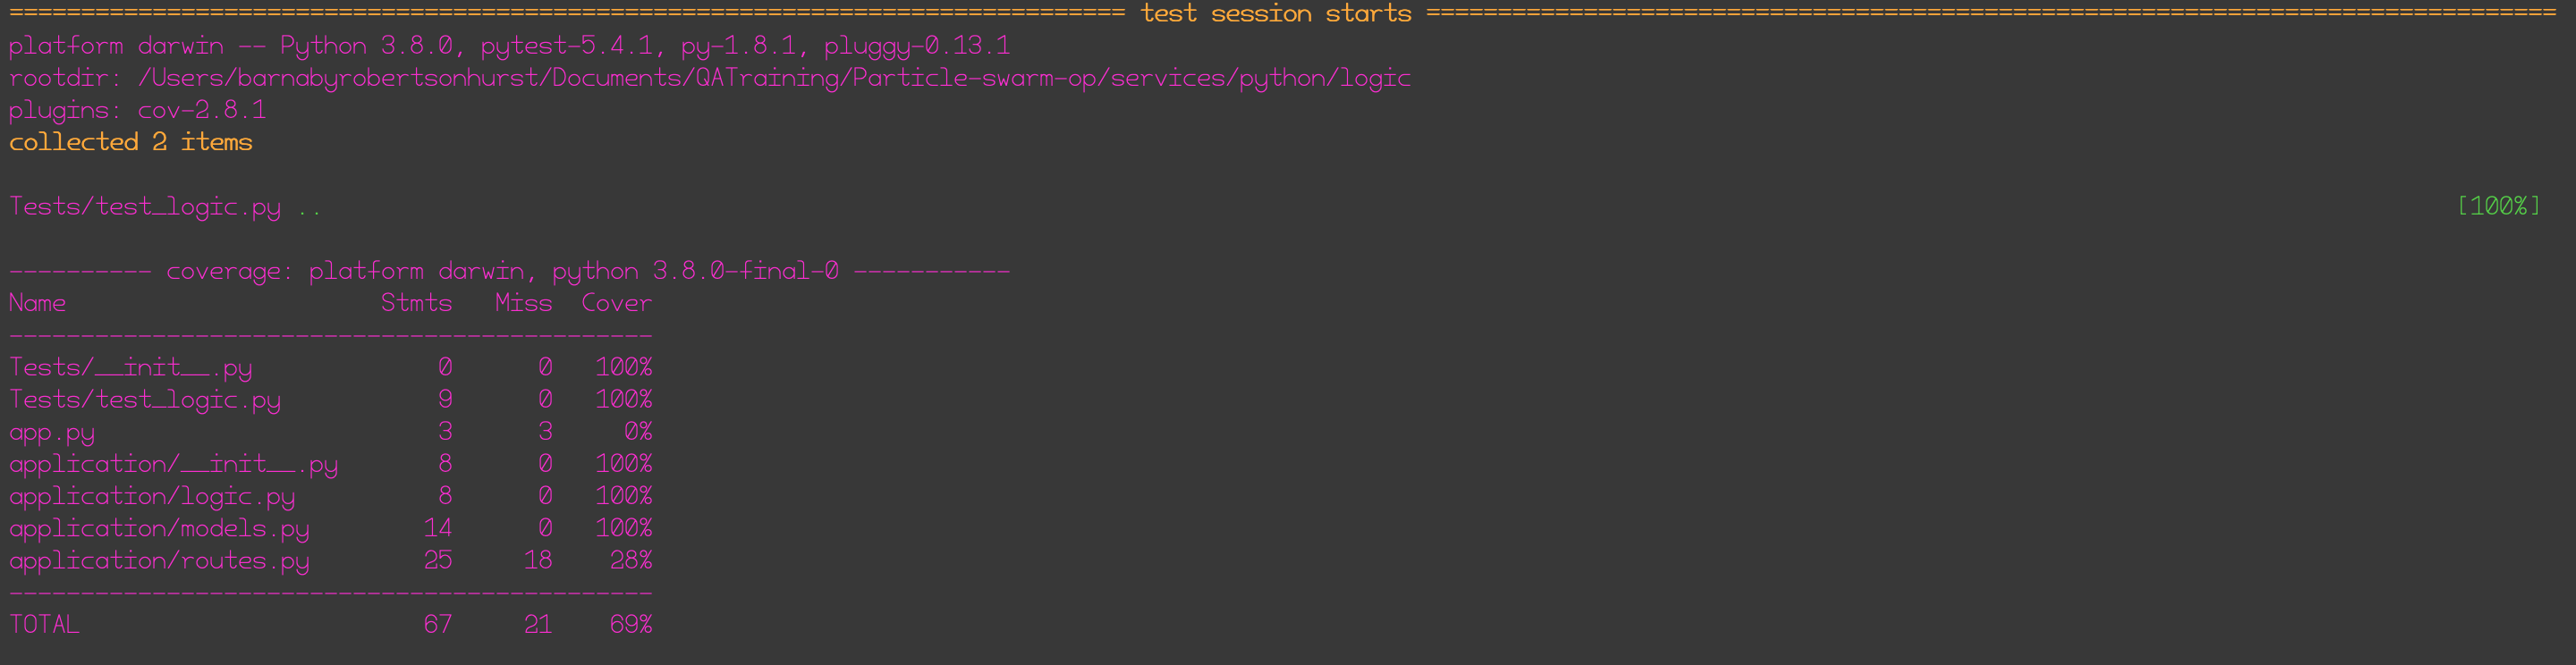 ============================================================================== test session starts ===============================================================================
platform darwin -- Python 3.8.0, pytest-5.4.1, py-1.8.1, pluggy-0.13.1
rootdir: /Users/barnabyrobertsonhurst/Documents/QATraining/Particle-swarm-op/services/python/logic
plugins: cov-2.8.1
collected 2 items
Tests/test_logic.py .. [100%]
---------- coverage: platform darwin, python 3.8.0-final-0 -----------
Name Stmts Miss Cover
---------------------------------------------
Tests/__init__.py 0 0 100%
Tests/test_logic.py 9 0 100%
app.py 3 3 0%
application/__init__.py 8 0 100%
application/logic.py 8 0 100%
application/models.py 14 0 100%
application/routes.py 25 18 28%
---------------------------------------------
TOTAL 67 21 69%